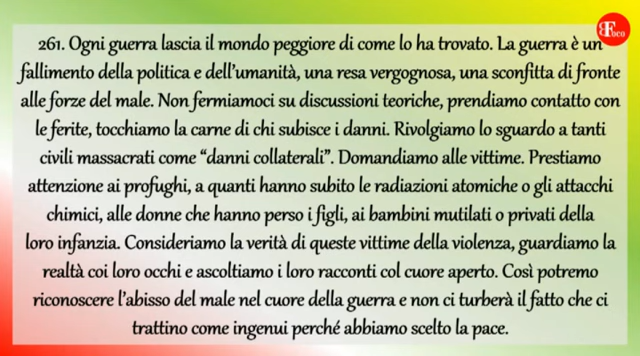 BFoco
261. Ogni guerra lascia il mondo peggiore di come lo ha trovato. La guerra è un
fallimento della politica e dell'umanità, una resa vergognosa, una sconfitta di fronte
alle forze del male. Non fermiamoci su discussioni teoriche, prendiamo contatto con
le ferite, tocchiamo la carne di chi subisce i danni. Rivolgiamo lo sguardo a tanti
civili massacrati come “danni collaterali”. Domandiamo alle vittime. Prestiamo
attenzione ai profughi, a quanti hanno subito le radiazioni atomiche o gli attacchi
chimici, alle donne che hanno perso i figli, ai bambini mutilati o privati della
loro infanzia. Consideriamo la verità di queste vittime della violenza, guardiamo la
realtà coi loro occhi e ascoltiamo i loro racconti col cuore aperto. Così potremo
riconoscere l'abisso del male nel cuore della guerra e non ci turberà il fatto che ci
trattino come ingenui perché abbiamo scelto la pace.